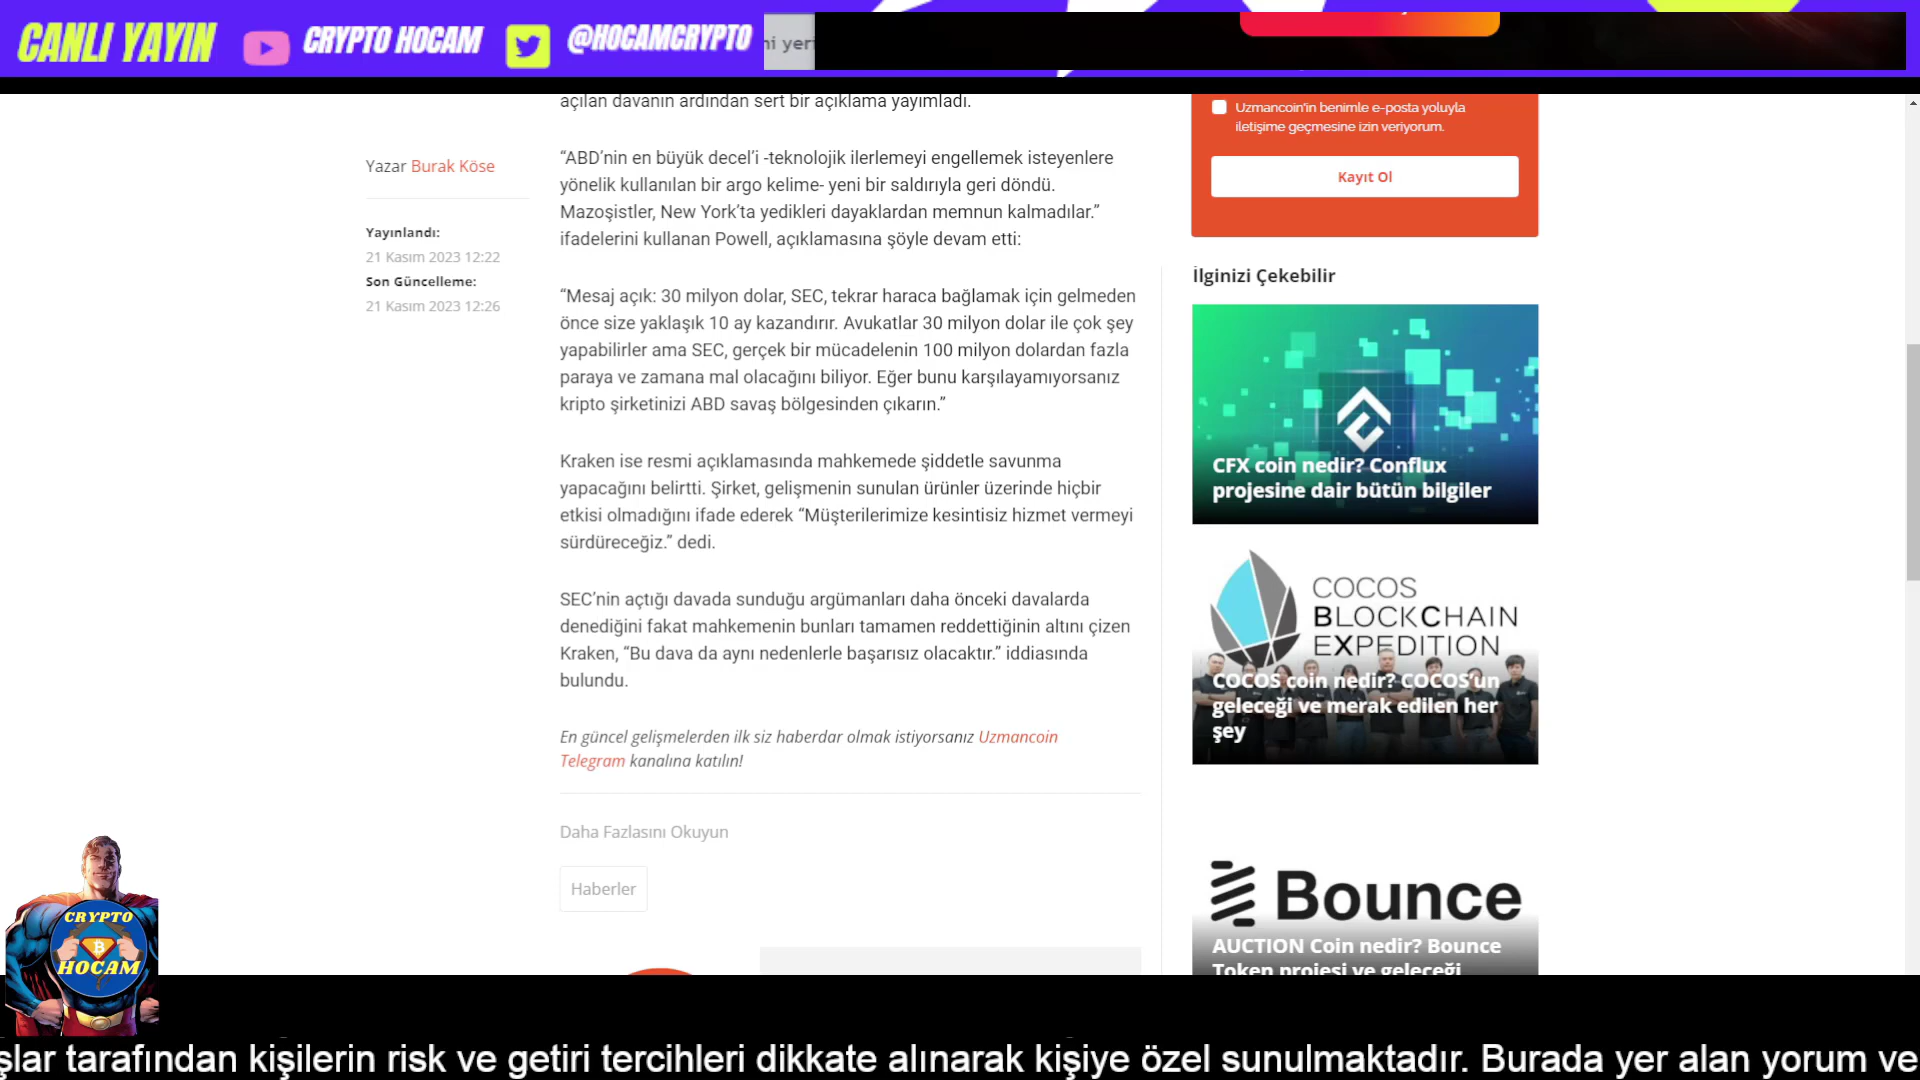 CANLI YAYIN
CRYPTO HOCAM
@HOCAMCRYPTO
ni yeri
açılan davanın ardından sert bir açıklama yayımladı.
Yazar Burak Köse
Yayınlandı:
21 Kasım 2023 12:22
Son Güncelleme:
21 Kasım 2023 12:26
“ABD’nin en büyük decel’i -teknolojik ilerlemeyi engellemek isteyenlere
yönelik kullanılan bir argo kelime- yeni bir saldırıyla geri döndü.
Mazoşistler, New York’ta yedikleri dayaklardan memnun kalmadılar.”
ifadelerini kullanan Powell, açıklamasına şöyle devam etti:
“Mesaj açık: 30 milyon dolar, SEC, tekrar haraca bağlamak için gelmeden
önce size yaklaşık 10 ay kazandırır. Avukatlar 30 milyon dolar ile çok şey
yapabilirler ama SEC, gerçek bir mücadelenin 100 milyon dolardan fazla
paraya ve zamana mal olacağını biliyor. Eğer bunu karşılayamıyorsanız
kripto şirketinizi ABD savaş bölgesinden çıkarın.”
Kraken ise resmi açıklamasında mahkemede şiddetle savunma
yapacağını belirtti. Şirket, gelişmenin sunulan ürünler üzerinde hiçbir
etkisi olmadığını ifade ederek “Müşterilerimize kesintisiz hizmet vermeyi
sürdüreceğiz.” dedi.
SEC’nin açtığı davada sunduğu argümanları daha önceki davalarda
denediğini fakat mahkemenin bunları tamamen reddettiğinin altını çizen
Kraken, “Bu dava da aynı nedenlerle başarısız olacaktır.” iddiasında
bulundu.
En güncel gelişmelerden ilk siz haberdar olmak istiyorsanız Uzmancoin
Telegram kanalına katılın!
Daha Fazlasını Okuyun
Haberler
Uzmancoin'in benimle e-posta yoluyla
iletişime geçmesine izin veriyorum.
Kayıt Ol
İlginizi Çekebilir
CFX coin nedir? Conflux
projesine dair bütün bilgiler
COCOS
BLOCKCHAIN
EXPEDITION
COCOS coin nedir? COCOS’un
geleceği ve merak edilen her
şey
Bounce
AUCTION Coin nedir? Bounce
Token projesi ve geleceği
CRYPTO
HOCAM
şlar tarafından kişilerin risk ve getiri tercihleri dikkate alınarak kişiye özel sunulmaktadır. Burada yer alan yorum ve